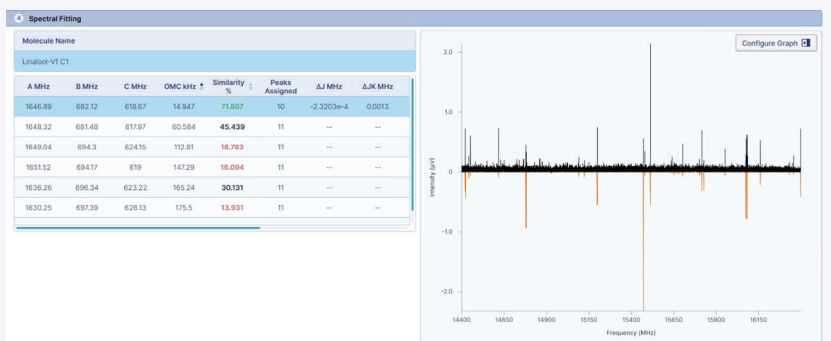 4 Spectral Fitting
Molecule Name
Linalool-V1 C1
A MHz B MHz C MHz OMC kHz Similarity % Peaks Assigned ΔJ MHz ΔJK MHz
1646.89 682.12 618.67 14.947 71.867 10 -2.3203e-4 0.0013
1648.32 681.48 617.97 60.584 45.439 11 -- --
1649.04 694.3 624.15 112.81 16.783 11 -- --
1651.52 694.17 619 147.29 16.094 11 -- --
1636.26 696.34 623.22 165.24 30.131 11 -- --
1630.25 697.39 626.13 175.5 13.931 11 -- --
Configure Graph
2.0
1.0
0
-1.0
-2.0
Intensity (μV)
14400 14650 14900 15150 15400 15650 15900 16150
Frequency (MHz)